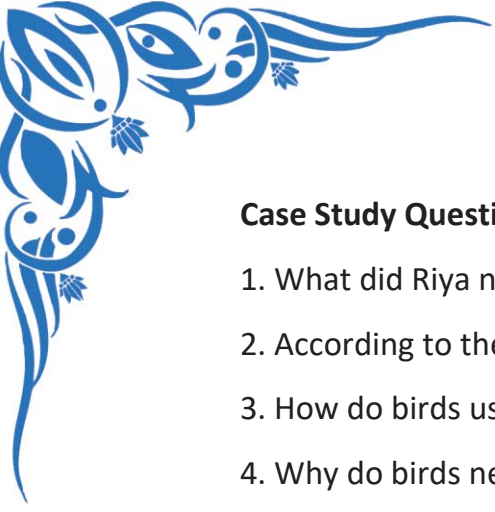 Case Study Questi
1. What did Riya n
2. According to the
3. How do birds us
4. Why do birds ne